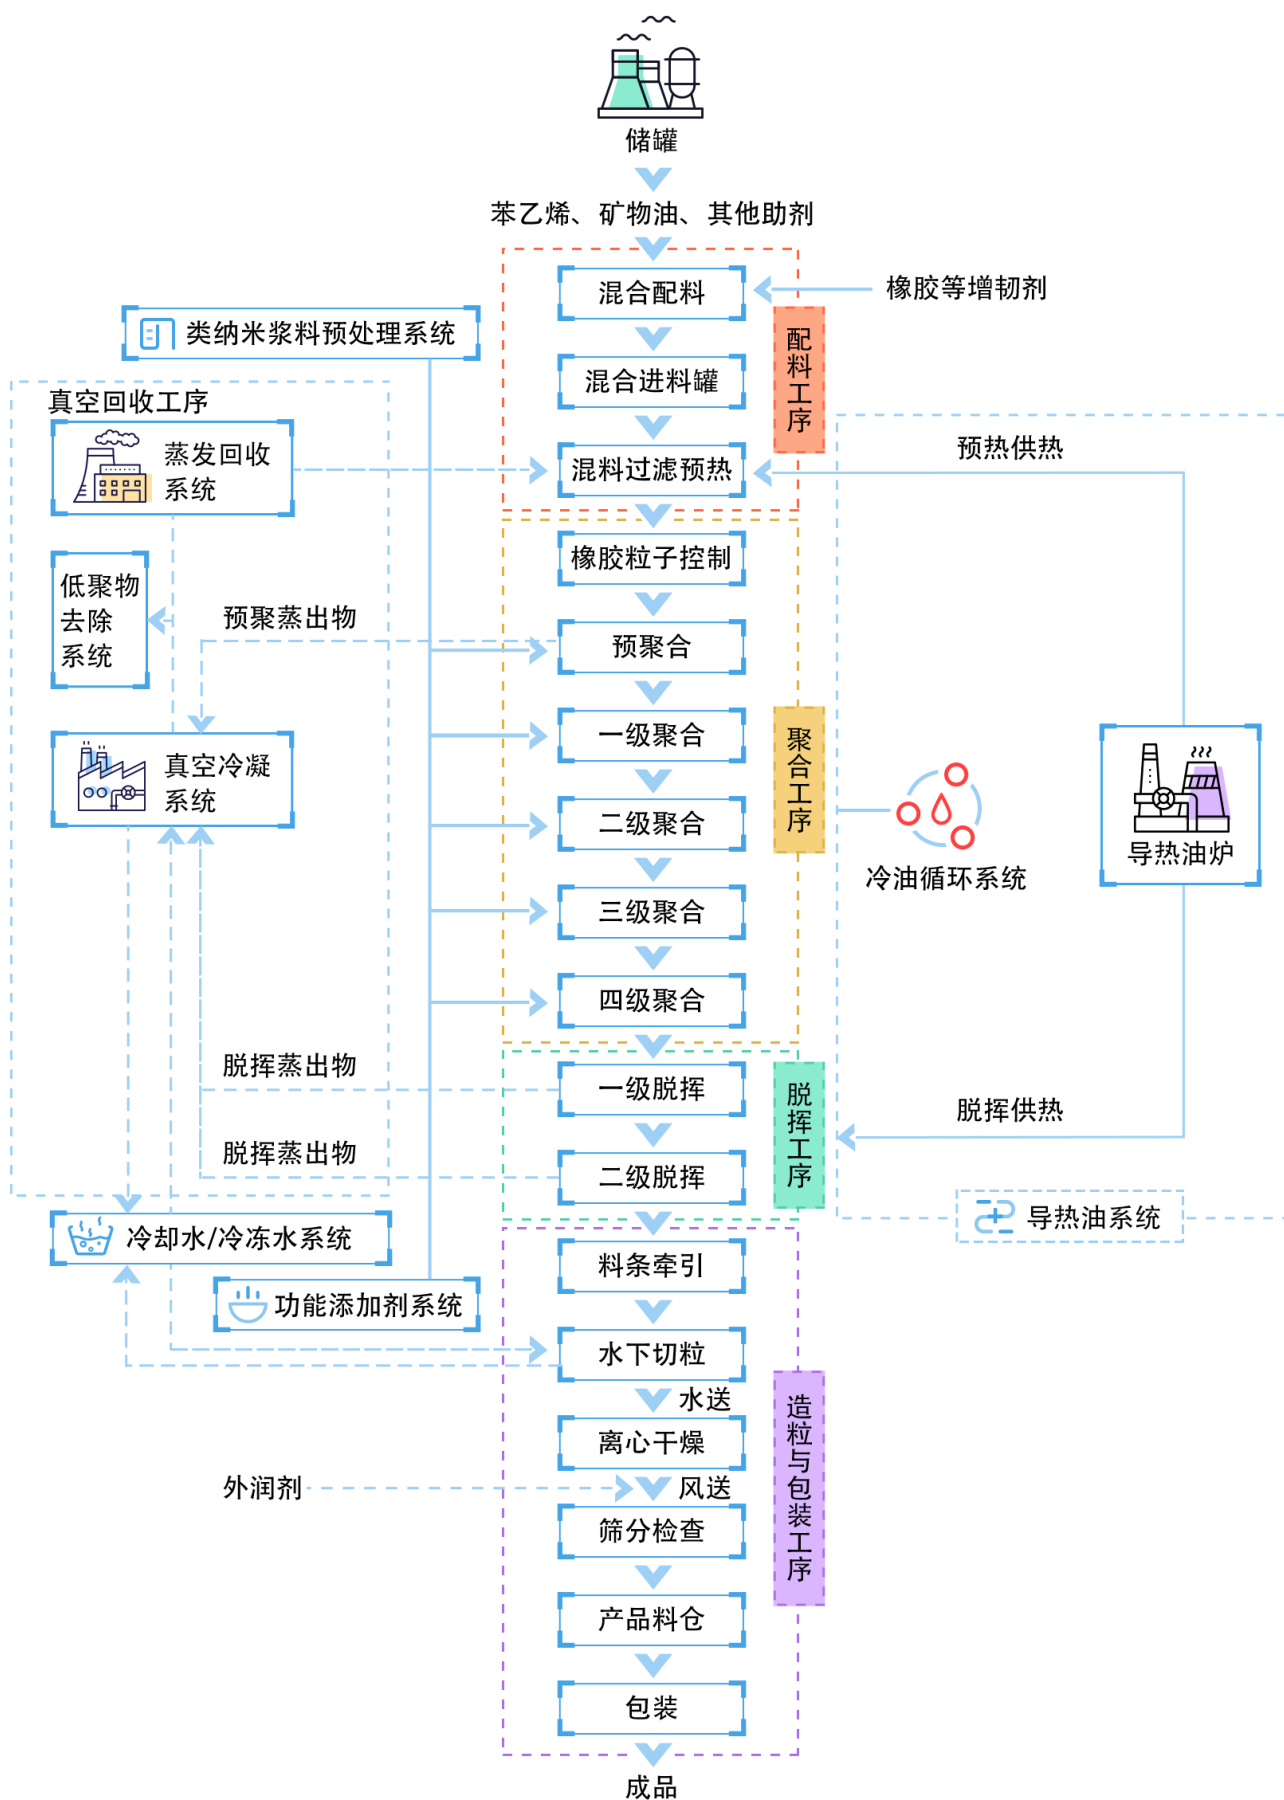 储罐
苯乙烯、矿物油、其他助剂
混合配料
橡胶等增韧剂
类纳米浆料预处理系统
配料工序
混合进料罐
真空回收工序
蒸发回收
系统
混料过滤预热
预热供热
橡胶粒子控制
低聚物
去除
系统
预聚蒸出物
预聚合
一级聚合
聚合工序
真空冷凝
系统
二级聚合
冷油循环系统
导热油炉
三级聚合
四级聚合
脱挥蒸出物
一级脱挥
脱挥工序
脱挥供热
脱挥蒸出物
二级脱挥
导热油系统
冷却水/冷冻水系统
料条牵引
功能添加剂系统
水下切粒
水送
造粒与包装工序
离心干燥
外润剂
风送
筛分检查
产品料仓
包装
成品